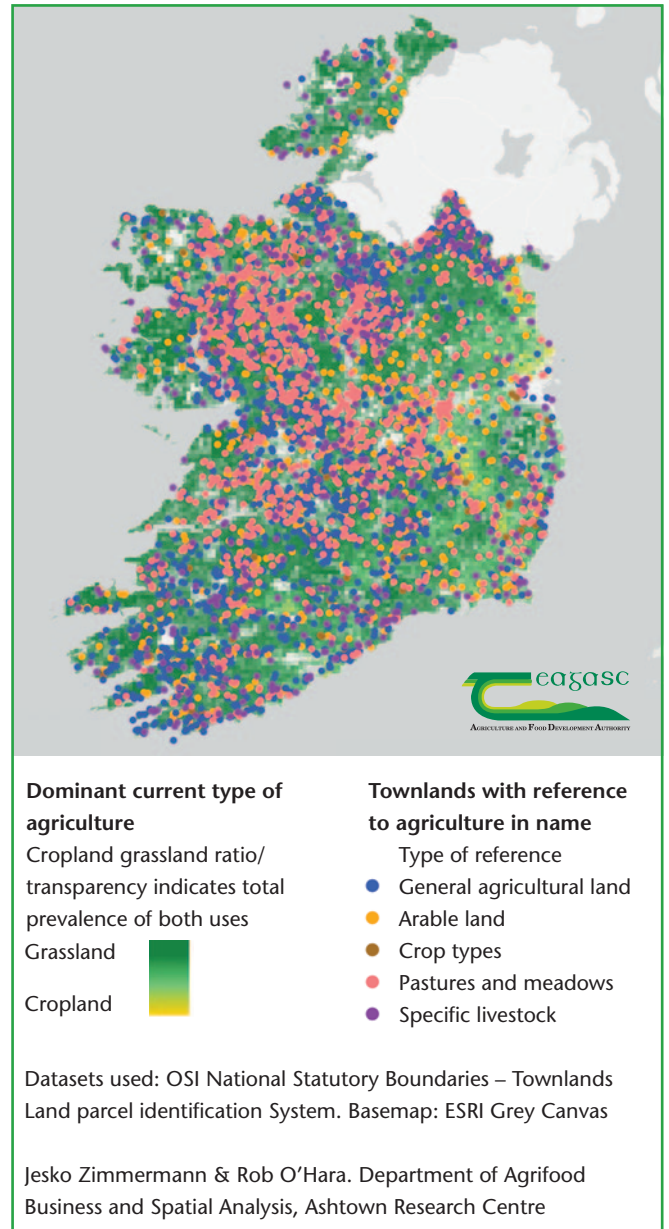 eagasc
AGRICULTURE AND FOOD DEVELOPMENT AUTHORITY
Dominant current type of
agriculture
Cropland grassland ratio/
transparency indicates total
prevalence of both uses
Grassland
Cropland
Townlands with reference
to agriculture in name
Type of reference
General agricultural land
Arable land
Crop types
Pastures and meadows
Specific livestock
Datasets used: OSI National Statutory Boundaries – Townlands
Land parcel identification System. Basemap: ESRI Grey Canvas
Jesko Zimmermann & Rob O’Hara. Department of Agrifood
Business and Spatial Analysis, Ashtown Research Centre